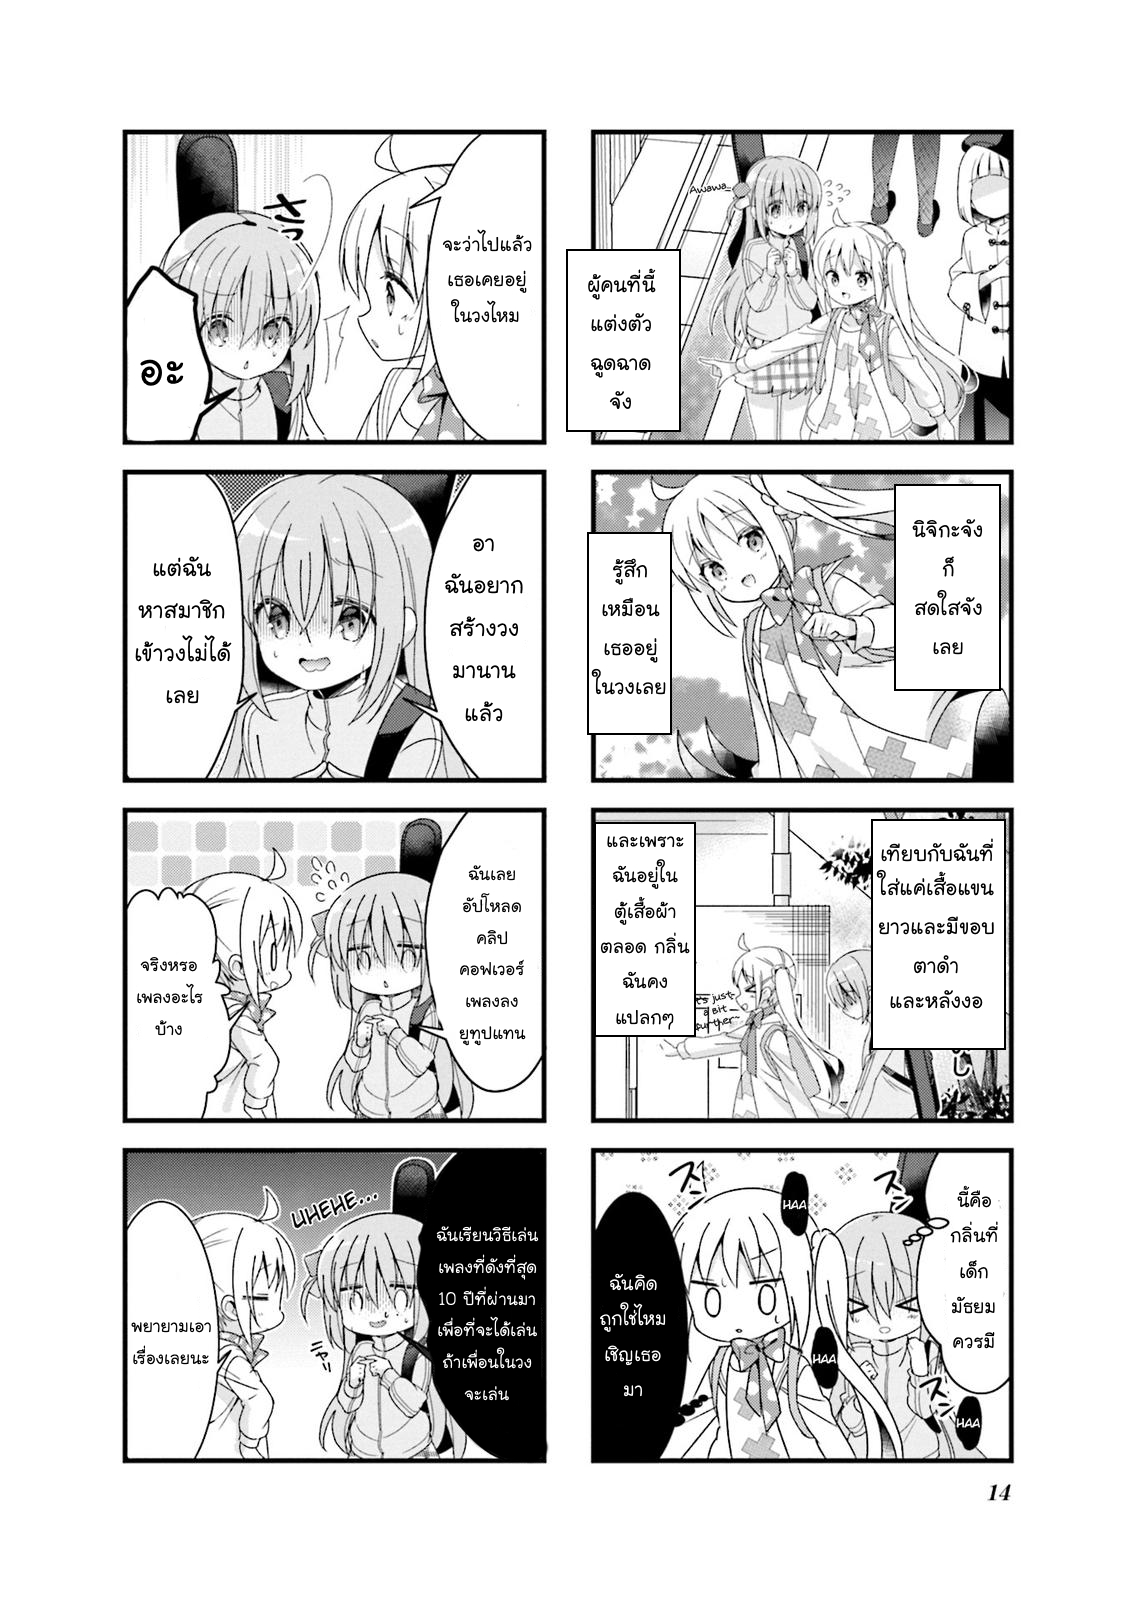 Awawa_
ผู้คนที่นี้
แต่งตัว
ฉูดฉาด
จัง
นิจิกะจัง
ก็
สดใสจัง
เลย
รู้สึก
เหมือน
เธออยู่
ในวงเลย
เทียบกับฉันที่
ใส่แค่เสื้อแขน
ยาวและมีขอบ
ตาดำ
และหลังงอ
และเพราะ
ฉันอยู่ใน
ตู้เสื้อผ้า
ตลอด กลิ่น
ฉันคง
แปลกๆ
It's just
a bit
further~
นี้คือ
กลิ่นที่
เด็ก
มัธยม
ควรมี
スッ
スッ
スッ
HAA
HAA
HAA
ฉันคิด
ถูกใช่ไหม
เชิญเธอ
มา
จะว่าไปแล้ว
เธอเคยอยู่
ในวงไหม
อะ
อา
ฉันอยาก
สร้างวง
มานาน
แล้ว
แต่ฉัน
หาสมาชิก
เข้าวงไม่ได้
เลย
ฉันเลย
อัปโหลด
คลิป
คอฟเวอร์
เพลงลง
ยูทูปแทน
จริงหรอ
เพลงอะไร
บ้าง
ฉันเรียนวิธีเล่น
เพลงที่ดังที่สุด
10 ปีที่ผ่านมา
เพื่อที่จะได้เล่น
ถ้าเพื่อนในวง
จะเล่น
UHEHE...
ニヤリ
พยายามเอา
เรื่องเลยนะ
14